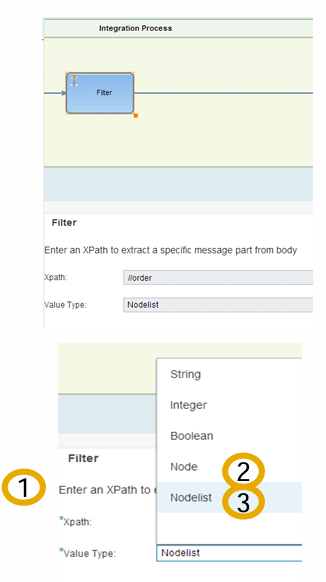 Integration Process
Filter
Filter
Enter an XPath to extract a specific message part from body
Xpath: //order
Value Type: Nodelist
String
Integer
Boolean
Filter
Node 2
1 Enter an XPath to e
Nodelist 3
*Xpath:
*Value Type: Nodelist